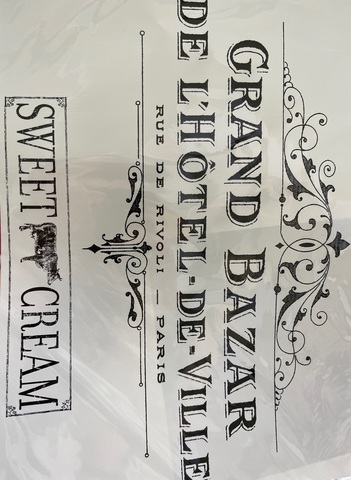 GRAND BAZAR
DE L'HÔTEL-DE-VILLE
RUE DE RIVOLI — PARIS
SWEET CREAM